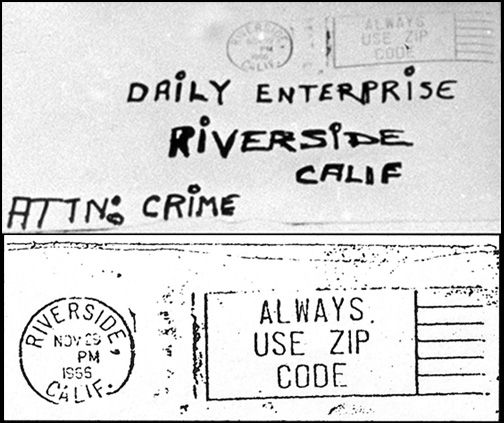 RIVERSIDE
PM
CALIF.
ALWAYS
USE ZIP
CODE
DAiLY ENTERPRiSE
RiVERSiDE
CALIF
ATTN: CRiME
RIVERSIDE,
NOV 29
PM
1966
CALIF.
ALWAYS
USE ZIP
CODE